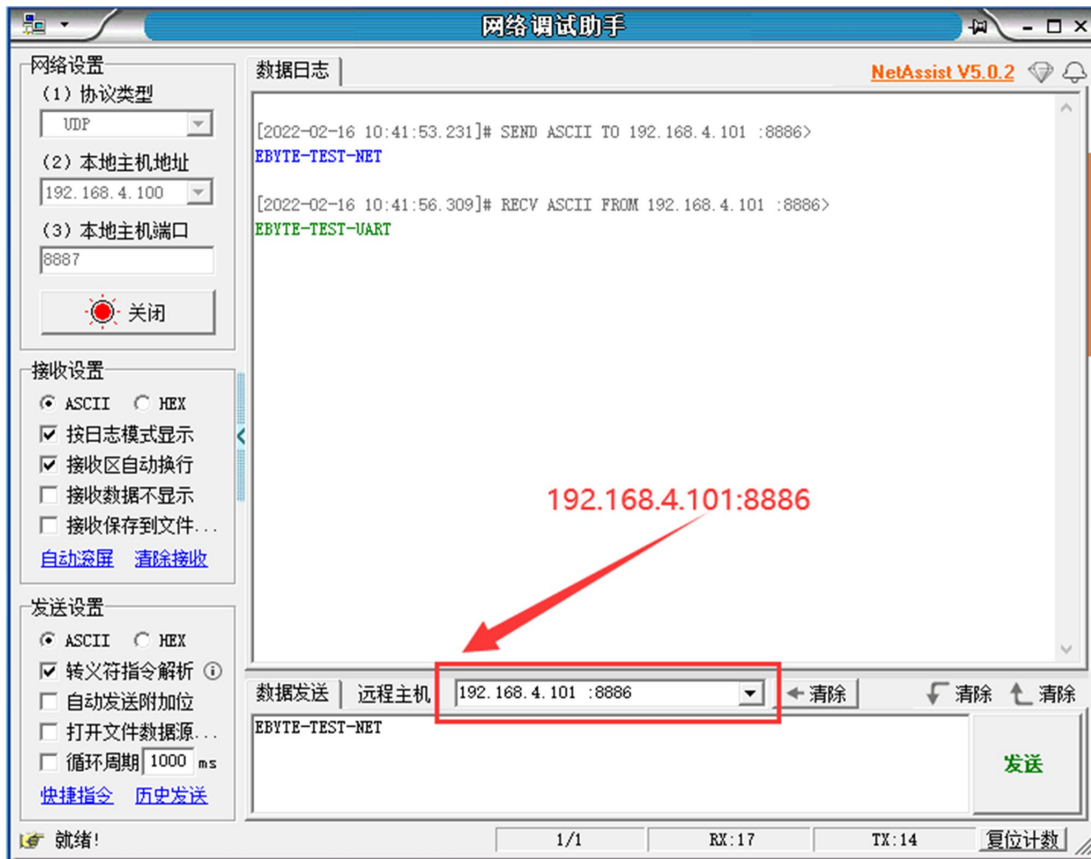 网络调试助手
网络设置
(1) 协议类型
UDP
(2) 本地主机地址
192.168.4.100
(3) 本地主机端口
8887
关闭
接收设置
ASCII HEX
按日志模式显示
接收区自动换行
接收数据不显示
接收保存到文件...
自动滚屏 清除接收
发送设置
ASCII HEX
转义符指令解析
自动发送附加位
打开文件数据源...
循环周期 1000 ms
快捷指令 历史发送
数据日志
NetAssist V5.0.2
[2022-02-16 10:41:53.231]# SEND ASCII TO 192.168.4.101 :8886>
EBYTE-TEST-NET
[2022-02-16 10:41:56.309]# RECV ASCII FROM 192.168.4.101 :8886>
EBYTE-TEST-UART
192.168.4.101:8886
数据发送 远程主机 192.168.4.101 :8886 清除 清除 清除
EBYTE-TEST-NET
发送
就绪! 1/1 RX:17 TX:14 复位计数